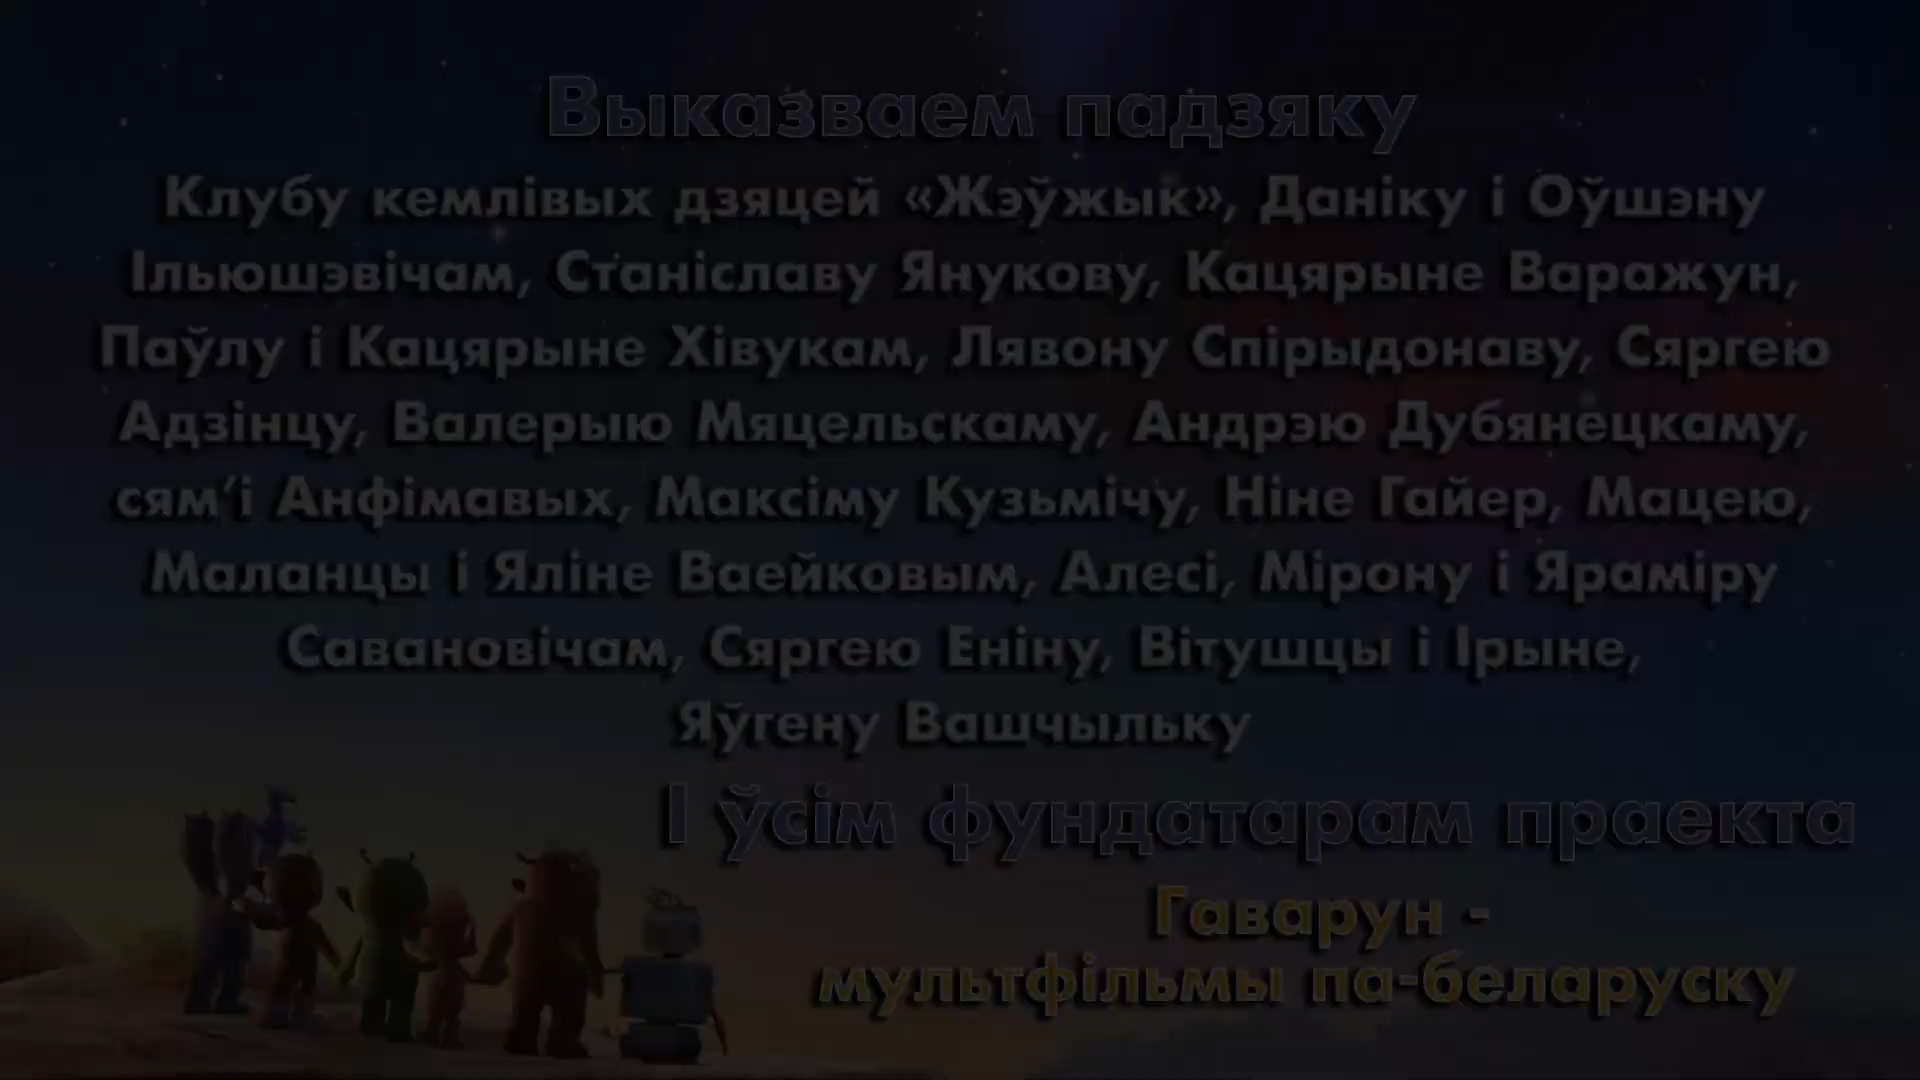 Выказваем падзяку
Клубу кемлівых дзяцей «Жэўжык», Даніку і Оўшэну
Ільюшэвічам, Станіславу Янукову, Кацярыне Варажун,
Паўлу і Кацярыне Хівукам, Лявону Спірыдонаву, Сяргею
Адзінцу, Валерыю Мяцельскаму, Андрэю Дубянецкаму,
сям‘і Анфімавых, Максіму Кузьмічу, Ніне Гайер, Мацею,
Маланцы і Яліне Ваейковым, Алесі, Мірону і Яраміру
Савановічам, Сяргею Еніну, Вітушцы і Ірыне,
Яўгену Вашчыльку
І ўсім фундатарам праекта
Гаварун -
мультфільмы па-беларуску